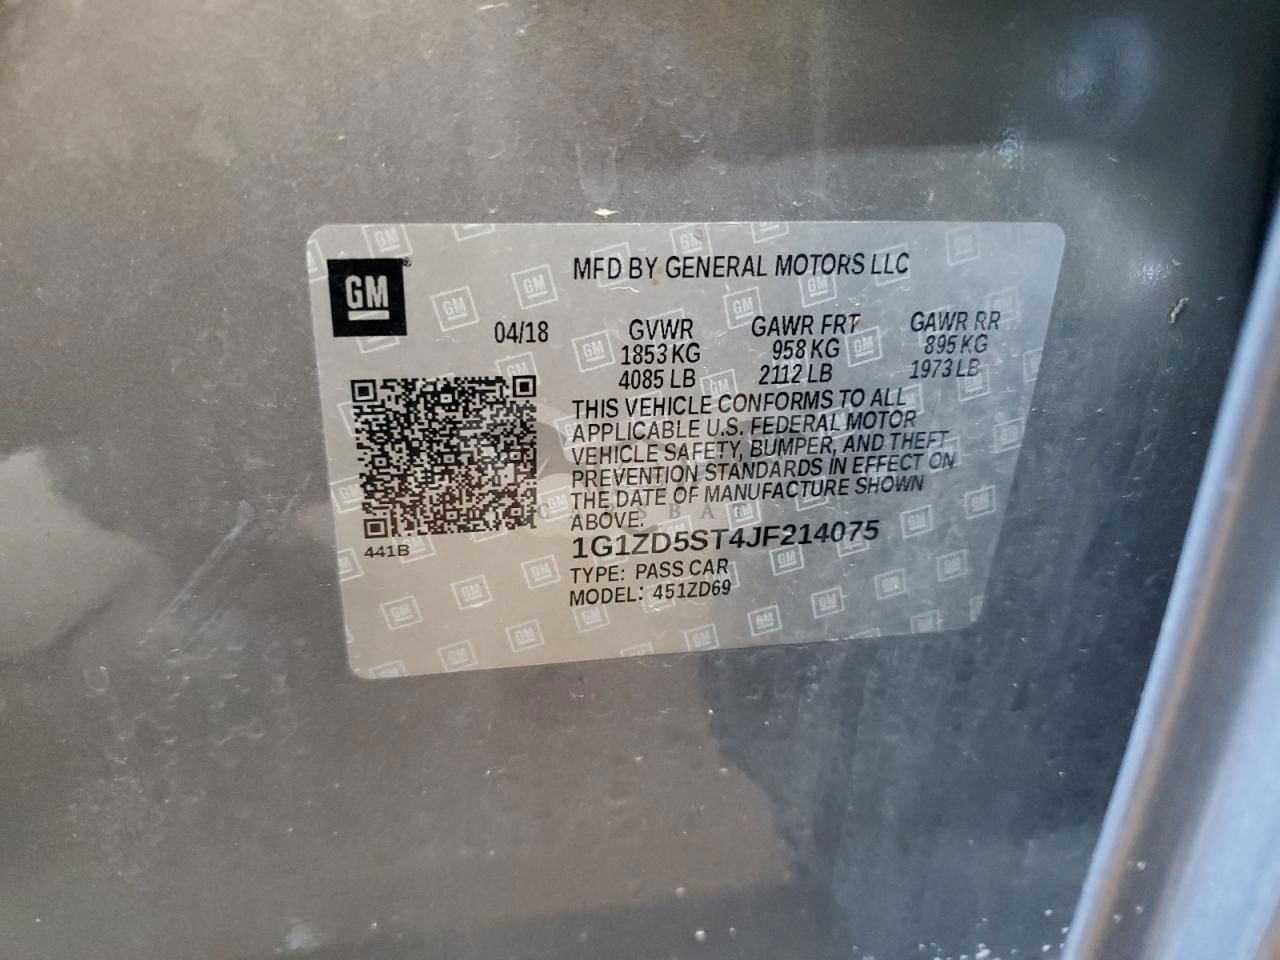 GM
MFD BY GENERAL MOTORS LLC
04/18 GVWR GAWR FRT GAWR RR
1853 KG 958 KG 895 KG
4085 LB 2112 LB 1973 LB
THIS VEHICLE CONFORMS TO ALL
APPLICABLE U.S. FEDERAL MOTOR
VEHICLE SAFETY, BUMPER, AND THEFT
PREVENTION STANDARDS IN EFFECT ON
THE DATE OF MANUFACTURE SHOWN
ABOVE.
441B
1G1ZD5ST4JF214075
TYPE: PASS CAR
MODEL: 451ZD69